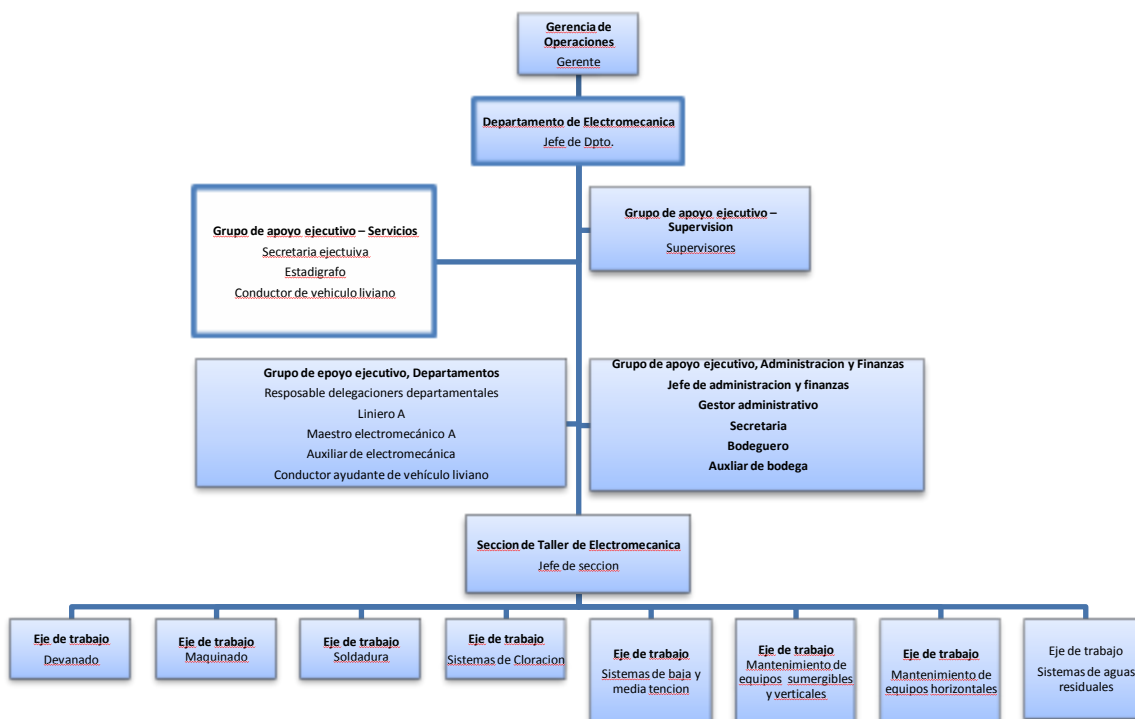 Gerencia de
Operaciones
Gerente
Departamento de Electromecanica
Jefe de Dpto.
Grupo de apoyo ejecutivo – Servicios
Secretaria ejectuiva
Estadigrafo
Conductor de vehiculo liviano
Grupo de apoyo ejecutivo –
Supervision
Supervisores
Grupo de epoyo ejecutivo, Departamentos
Resposable delegacioners departamentales
Liniero A
Maestro electromecánico A
Auxiliar de electromecánica
Conductor ayudante de vehículo liviano
Grupo de apoyo ejecutivo, Administracion y Finanzas
Jefe de administracion y finanzas
Gestor administrativo
Secretaria
Bodeguero
Auxliar de bodega
Seccion de Taller de Electromecanica
Jefe de seccion
Eje de trabajo
Devanado
Eje de trabajo
Maquinado
Eje de trabajo
Soldadura
Eje de trabajo
Sistemas de Cloracion
Eje de trabajo
Sistemas de baja y
media tencion
Eje de trabajo
Mantenimiento de
equipos sumergibles
y verticales
Eje de trabajo
Mantenimiento de
equipos horizontales
Eje de trabajo
Sistemas de aguas
residuales